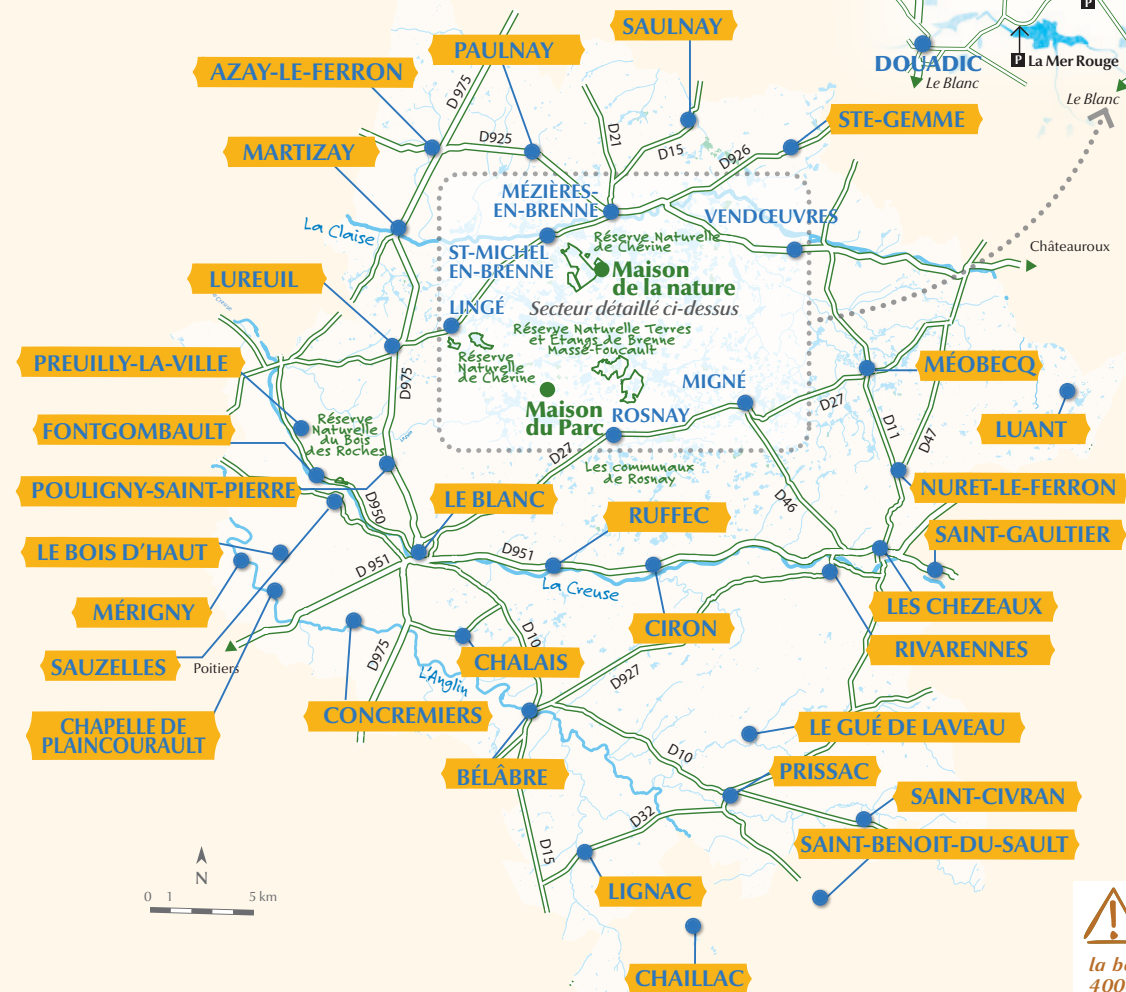 SAULNAY
P
PAULNAY
DOUADIC
P La Mer Rouge
AZAY-LE-FERRON
D 975
Le Blanc
Le Blanc
STE-GEMME
D925
D21
D15
D926
MARTIZAY
MÉZIÈRES-
EN-BRENNE
VENDŒUVRES
La Claise
Réserve Naturelle
de Chérine
Châteauroux
ST-MICHEL
EN-BRENNE
Maison
de la nature
LUREUIL
Secteur détaillé ci-dessus
LINGÉ
Creuse
Réserve Naturelle Terres
et Etangs de Brenne
Massé-Foucault
PREUILLY-LA-VILLE
Réserve
Naturelle
de Chérine
MÉOBECQ
D975
MIGNÉ
Maison
du Parc
ROSNAY
D27
LUANT
FONTGOMBAULT
Réserve
Naturelle
du Bois
des Roches
D11
D47
D27
Les communaux
de Rosnay
POULIGNY-SAINT-PIERRE
D950
LE BLANC
D46
NURET-LE-FERRON
RUFFEC
SAINT-GAULTIER
LE BOIS D'HAUT
D 951
D951
La Creuse
MÉRIGNY
LES CHEZEAUX
CIRON
RIVARENNES
D10
SAUZELLES
Poitiers
D975
CHALAIS
L'Anglin
D927
CHAPELLE DE
PLAINCOURAULT
CONCREMIERS
LE GUÉ DE LAVEAU
D10
BÉLÂBRE
PRISSAC
SAINT-CIVRAN
D32
SAINT-BENOIT-DU-SAULT
D15
N
LIGNAC
0 1 5 km
CHAILLAC
la b
400